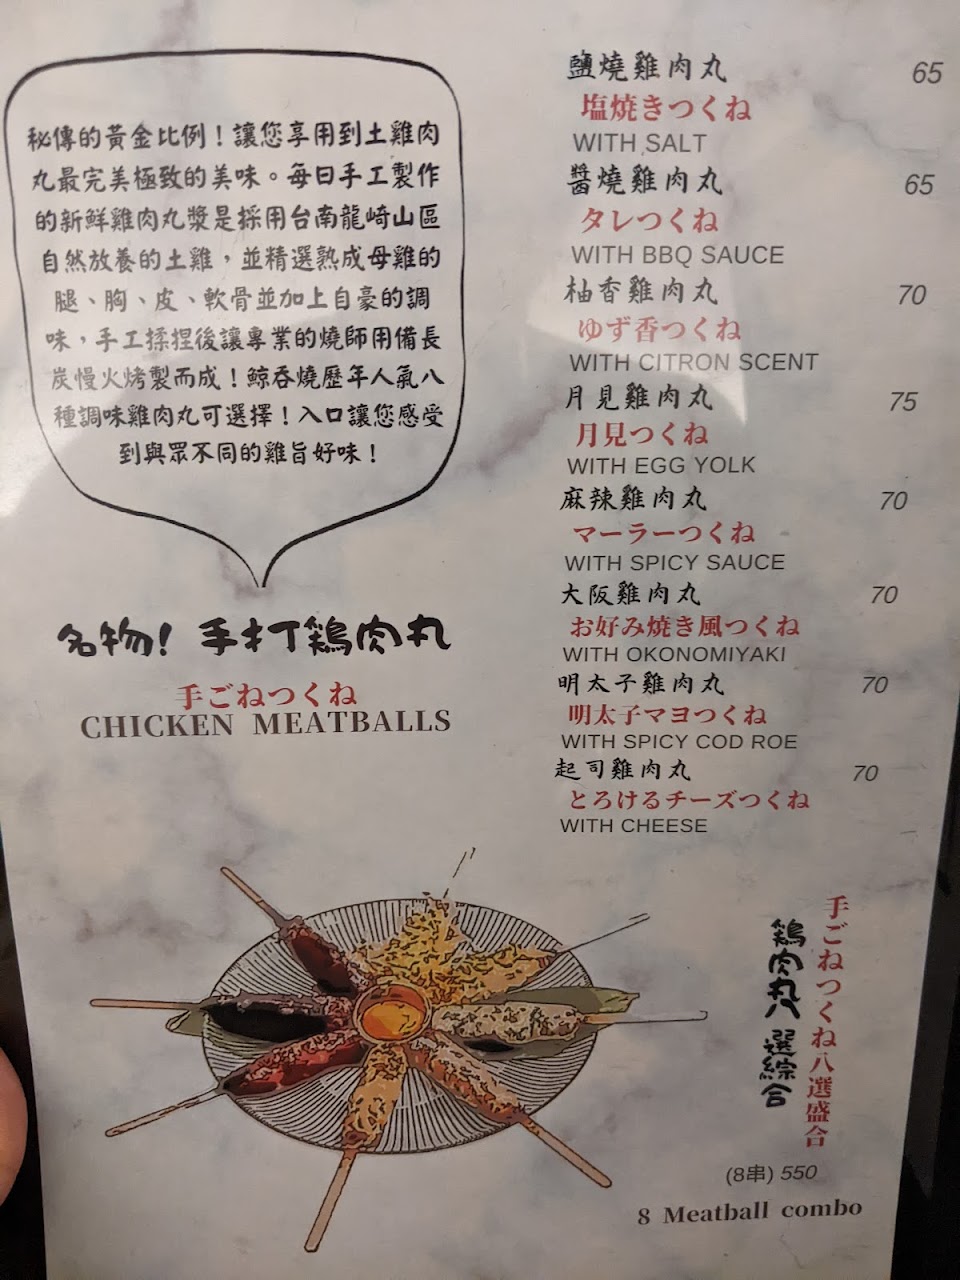 秘傳的黃金比例！讓您享用到土雞肉
丸最完美極致的美味。每日手工製作
的新鮮雞肉丸漿是採用台南龍崎山區
自然放養的土雞，並精選熟成母雞的
腿、胸、皮、軟骨並加上自豪的調
味，手工揉捏後讓專業的燒師用備長
炭慢火烤製而成！鯨吞燒歷年人氣八
種調味雞肉丸可選擇！入口讓您感受
到與眾不同的雞旨好味！
名物！手打鶏肉丸
手ごねつくね
CHICKEN MEATBALLS
鹽燒雞肉丸 65
塩焼きつくね
WITH SALT
醬燒雞肉丸 65
タレつくね
WITH BBQ SAUCE
柚香雞肉丸 70
ゆず香つくね
WITH CITRON SCENT
月見雞肉丸 75
月見つくね
WITH EGG YOLK
麻辣雞肉丸 70
マーラーつくね
WITH SPICY SAUCE
大阪雞肉丸 70
お好み焼き風つくね
WITH OKONOMIYAKI
明太子雞肉丸 70
明太子マヨつくね
WITH SPICY COD ROE
起司雞肉丸 70
とろけるチーズつくね
WITH CHEESE
手ごねつくね八選盛合
鶏肉丸八選綜合
(8串) 550
8 Meatball combo